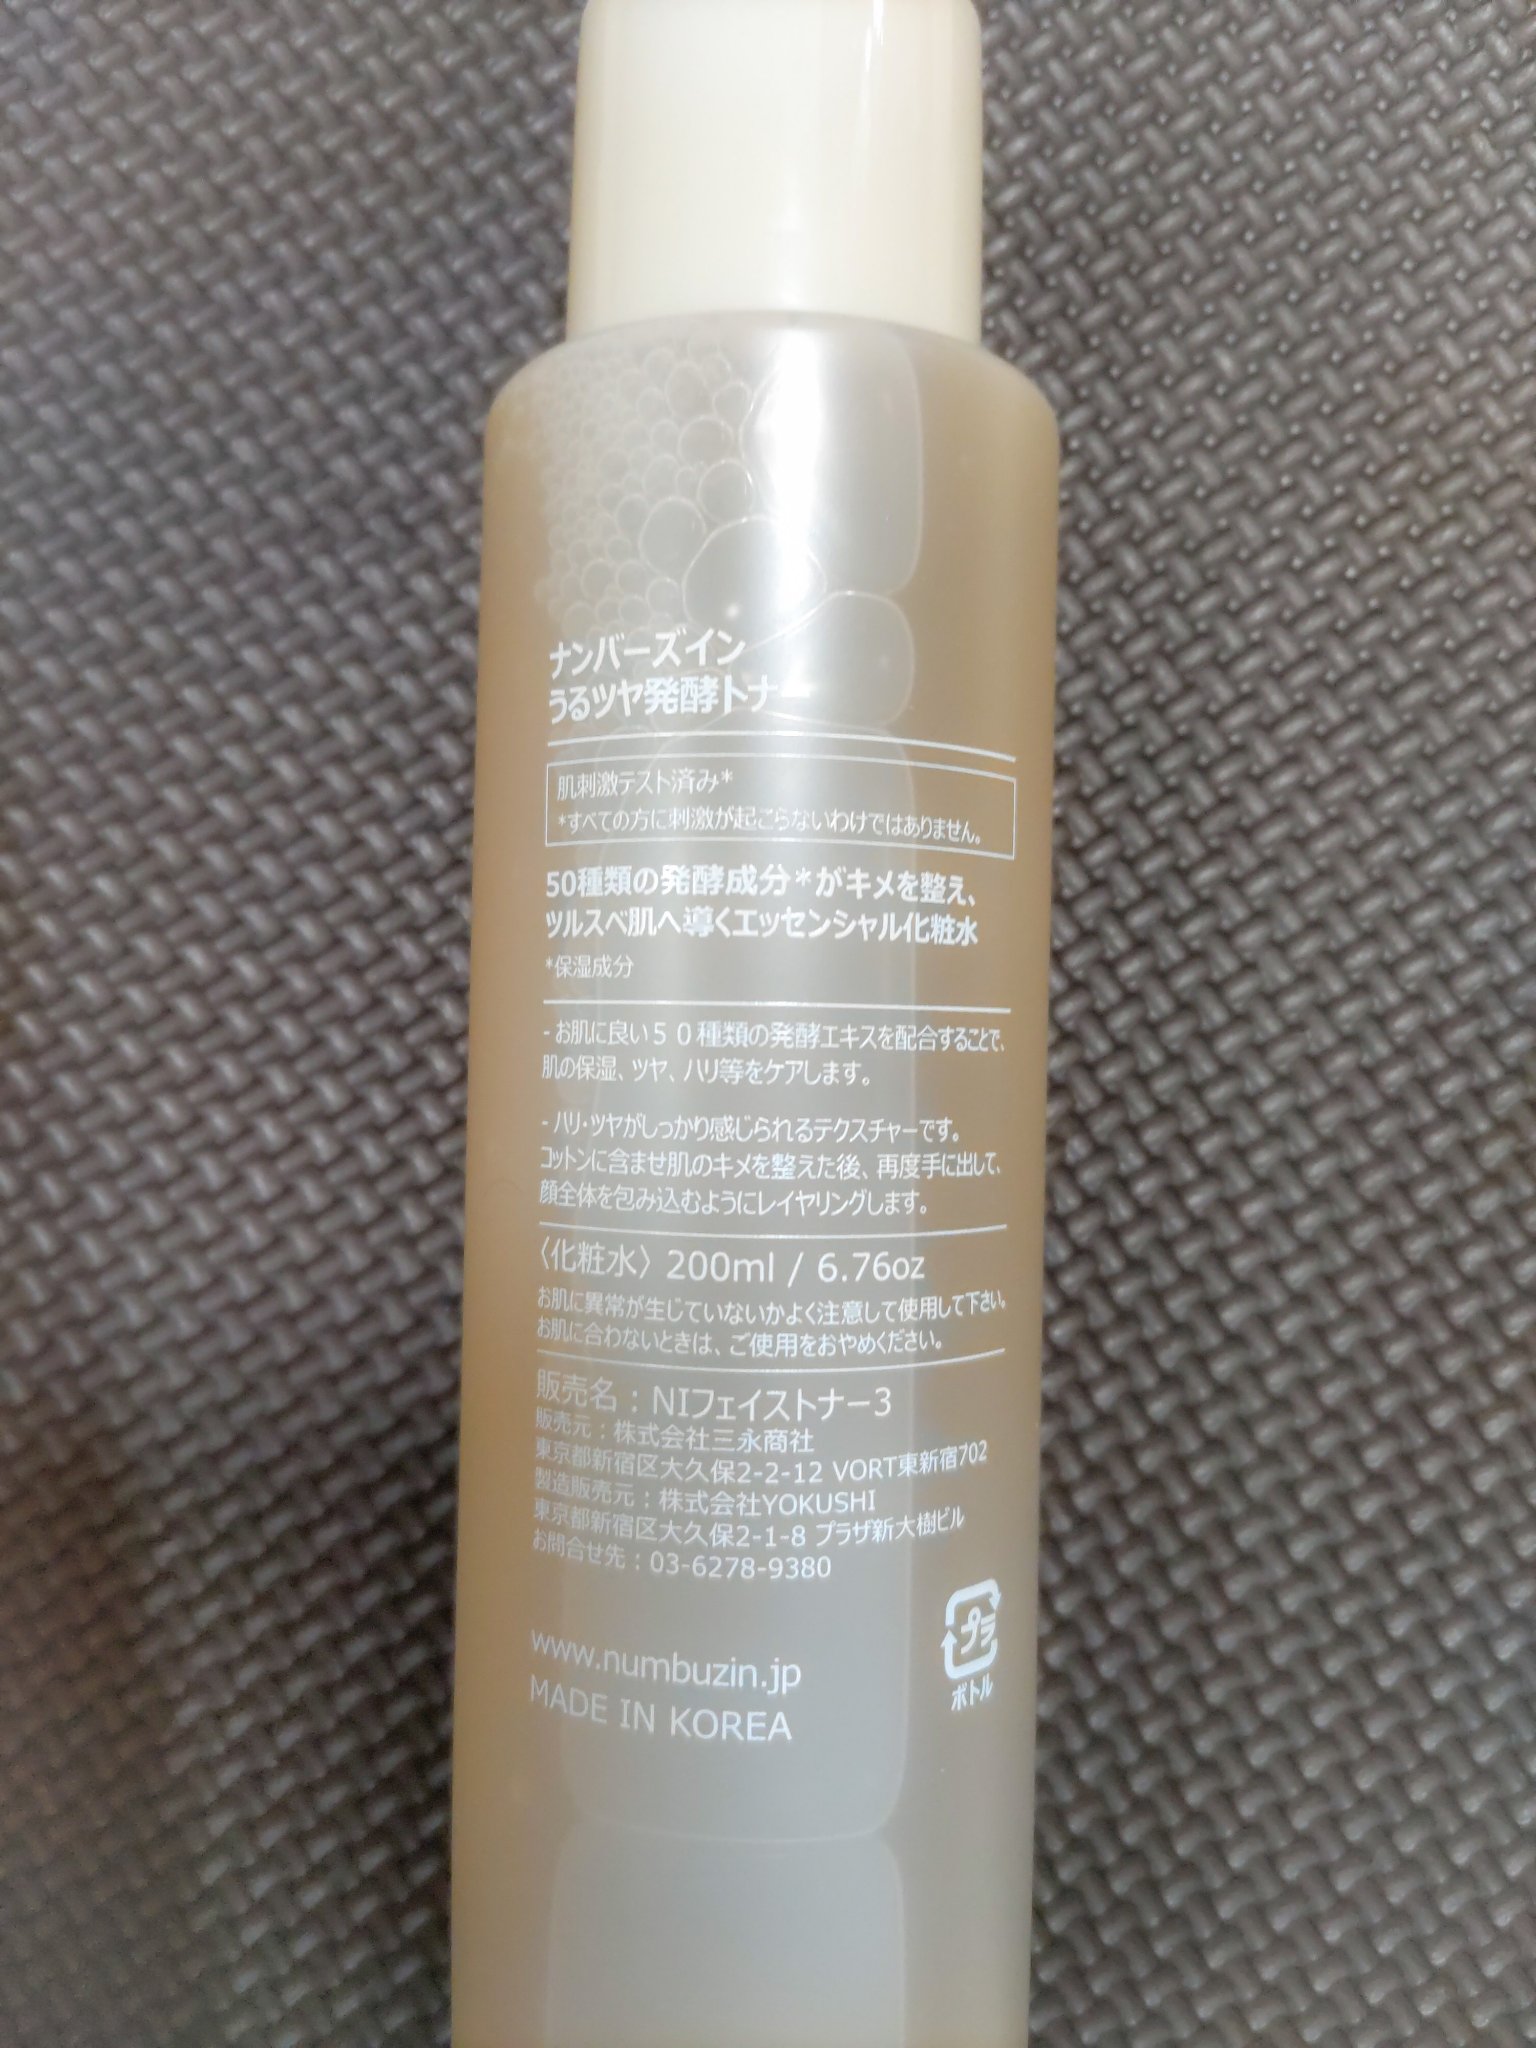 ナンバーズイン
うるツヤ発酵トナー
肌刺激テスト済み*
*すべての方に刺激が起こらないわけではありません。
50種類の発酵成分*がキメを整え、
ツルスベ肌へ導くエッセンシャル化粧水
*保湿成分
- お肌に良い５０種類の発酵エキスを配合することで、
肌の保湿、ツヤ、ハリ等をケアします。
- ハリ・ツヤがしっかり感じられるテクスチャーです。
コットンに含ませ肌のキメを整えた後、再度手に出して、
顔全体を包み込むようにレイヤリングします。
〈化粧水〉200ml / 6.76oz
お肌に異常が生じていないかよく注意して使用して下さい。
お肌に合わないときは、ご使用をおやめください。
販売名：NIフェイストナー3
販売元：株式会社三永商社
東京都新宿区大久保2-2-12 VORT東新宿702
製造販売元：株式会社YOKUSHI
東京都新宿区大久保2-1-8 プラザ新大樹ビル
お問合せ先：03-6278-9380
www.numbuzin.jp
MADE IN KOREA
プラ
ボトル